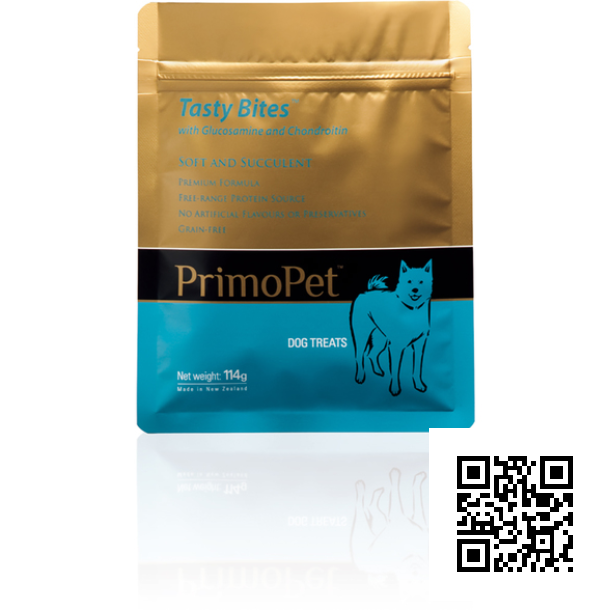 Tasty Bites™
with Glucosamine and Chondroitin
Soft and Succulent
Premium Formula
Free-range Protein Source
No Artificial Flavours or Preservatives
Grain free
PrimoPet™
DOG TREATS
Net weight: 114g
Made in New Zealand